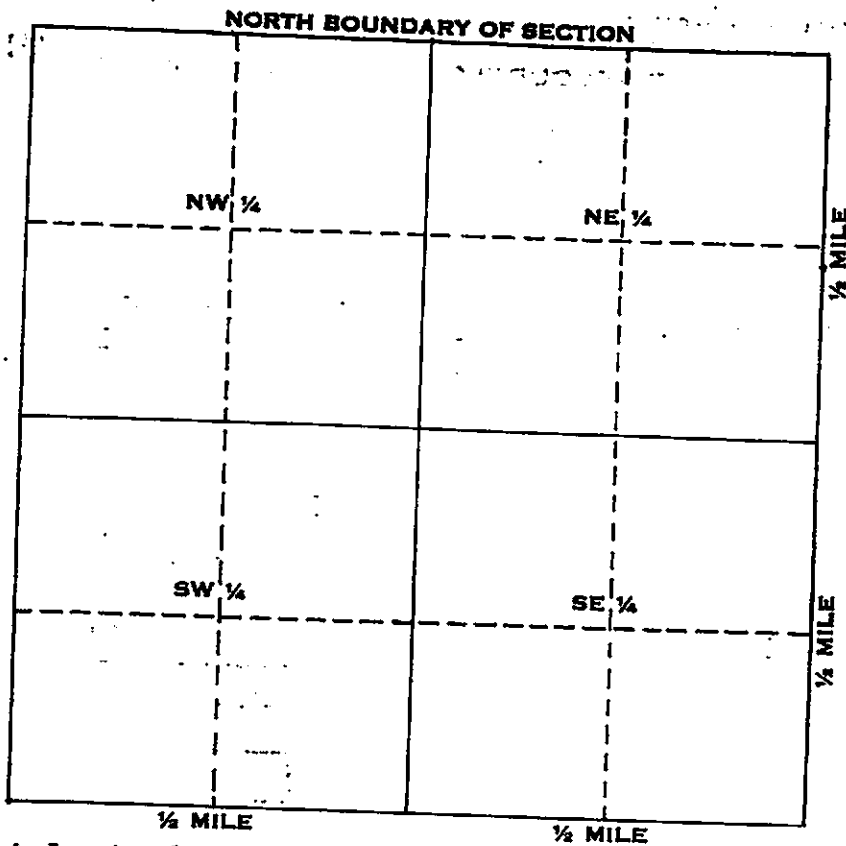 NORTH BOUNDARY OF SECTION
NW ¼
NE ¼
½ MILE
SW ¼
SE ¼
½ MILE
½ MILE
½ MILE